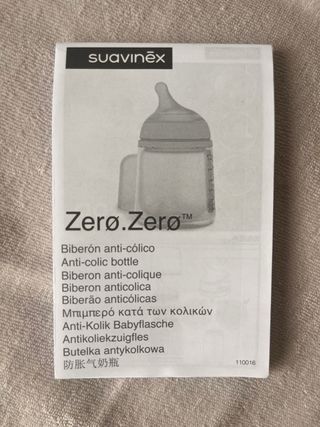 suavinēx
Zerø.Zerø™
Biberón anti-cólico
Anti-colic bottle
Biberon anti-colique
Biberon anticolica
Biberão anticólicas
Μπιμπερό κατά των κολικών
Anti-Kolik Babyflasche
Antikoliekzuigfles
Butelka antykolkowa
防胀气奶瓶
110016